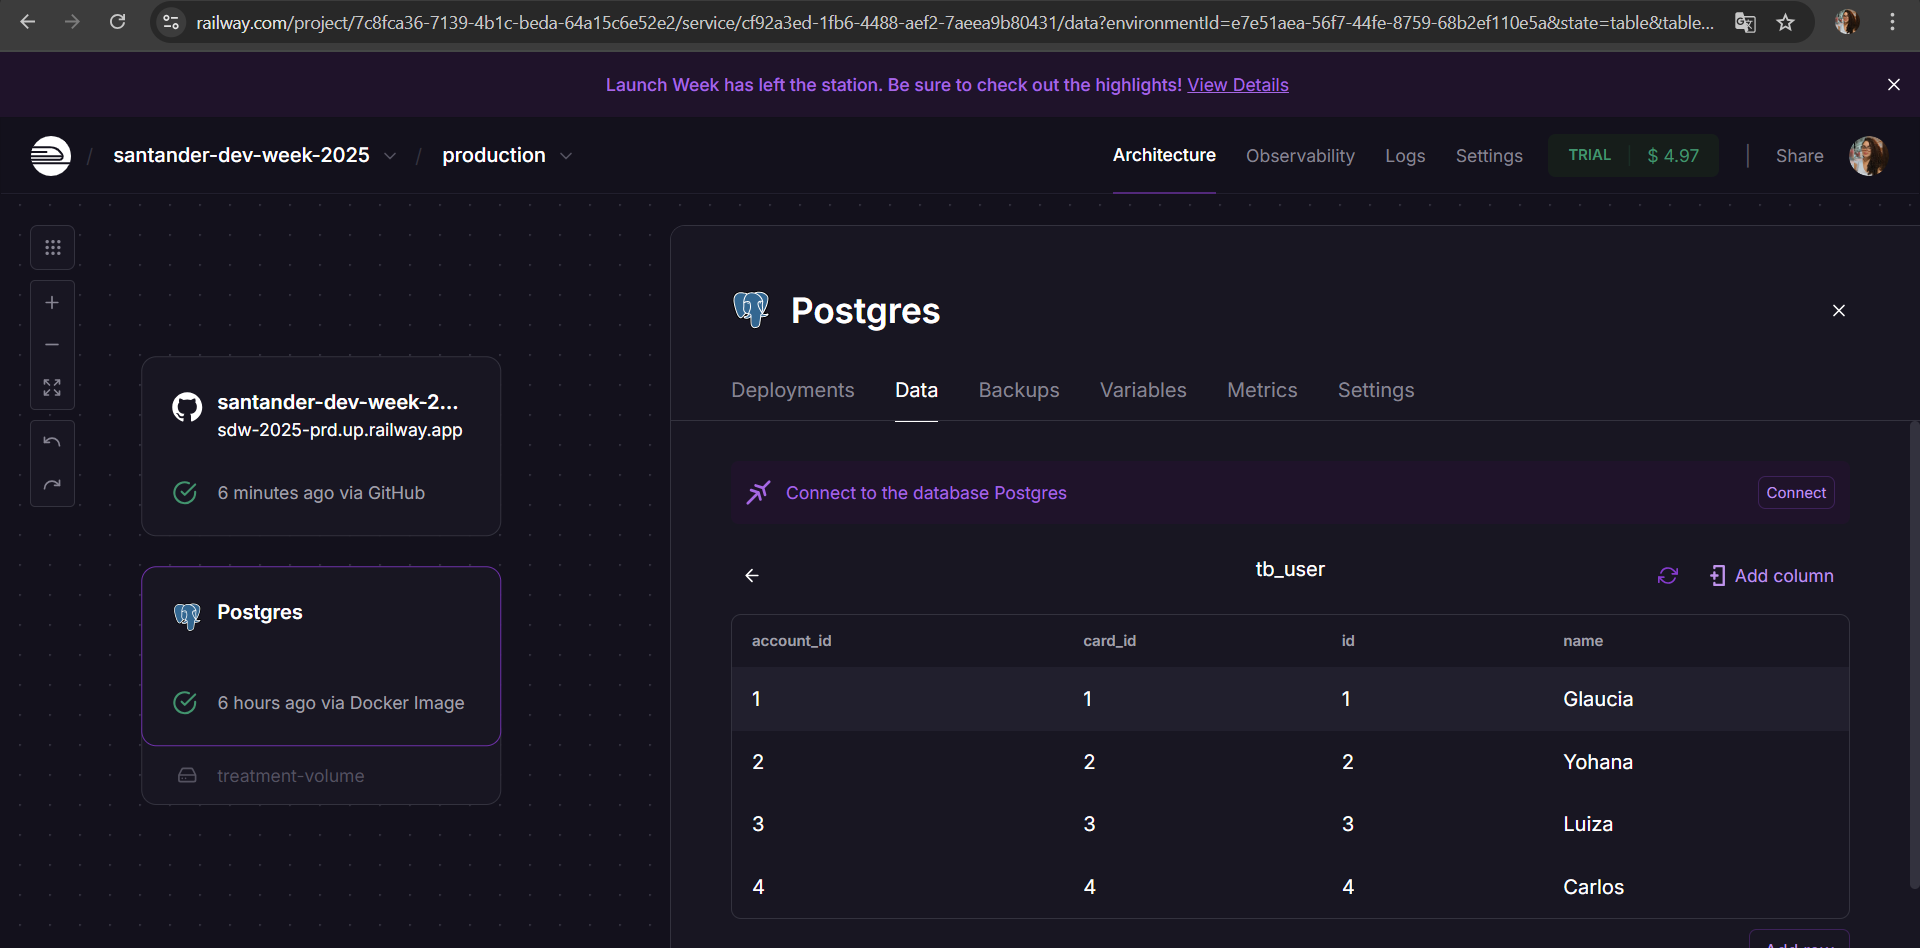 railway.com/project/7c8fca36-7139-4b1c-beda-64a15c6e52e2/service/cf92a3ed-1fb6-4488-aef2-7aeea9b80431/data?environmentId=e7e51aea-56f7-44fe-8759-68b2ef110e5a&state=table&table...
Launch Week has left the station. Be sure to check out the highlights! View Details
/ santander-dev-week-2025 / production
Architecture Observability Logs Settings TRIAL $ 4.97 Share
Postgres
santander-dev-week-2...
sdw-2025-prd.up.railway.app
6 minutes ago via GitHub
Postgres
6 hours ago via Docker Image
treatment-volume
Deployments Data Backups Variables Metrics Settings
Connect to the database Postgres Connect
tb_user Add column
account_id card_id id name
1 1 1 Glaucia
2 2 2 Yohana
3 3 3 Luiza
4 4 4 Carlos